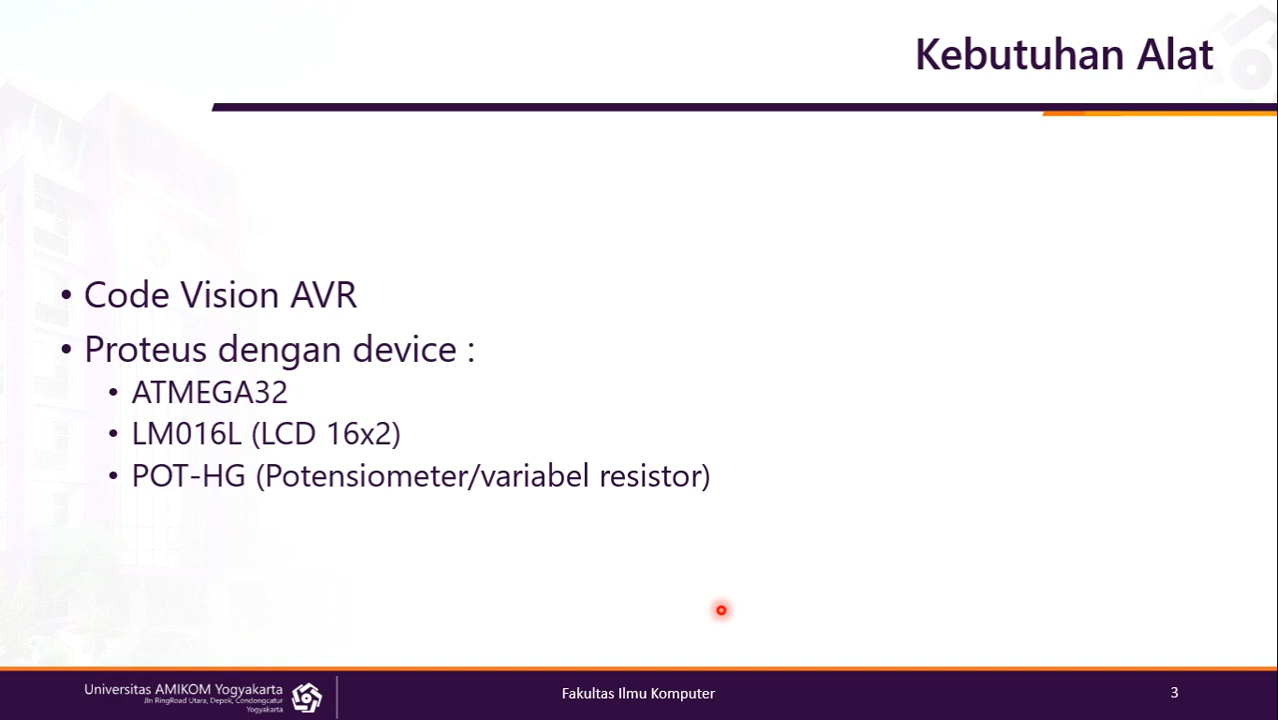 Kebutuhan Alat
• Code Vision AVR
• Proteus dengan device :
• ATMEGA32
• LM016L (LCD 16x2)
• POT-HG (Potensiometer/variabel resistor)
Universitas AMIKOM Yogyakarta
Jln RingRoad Utara, Depok, Condongcatur
Yogyakarta
Fakultas Ilmu Komputer
3